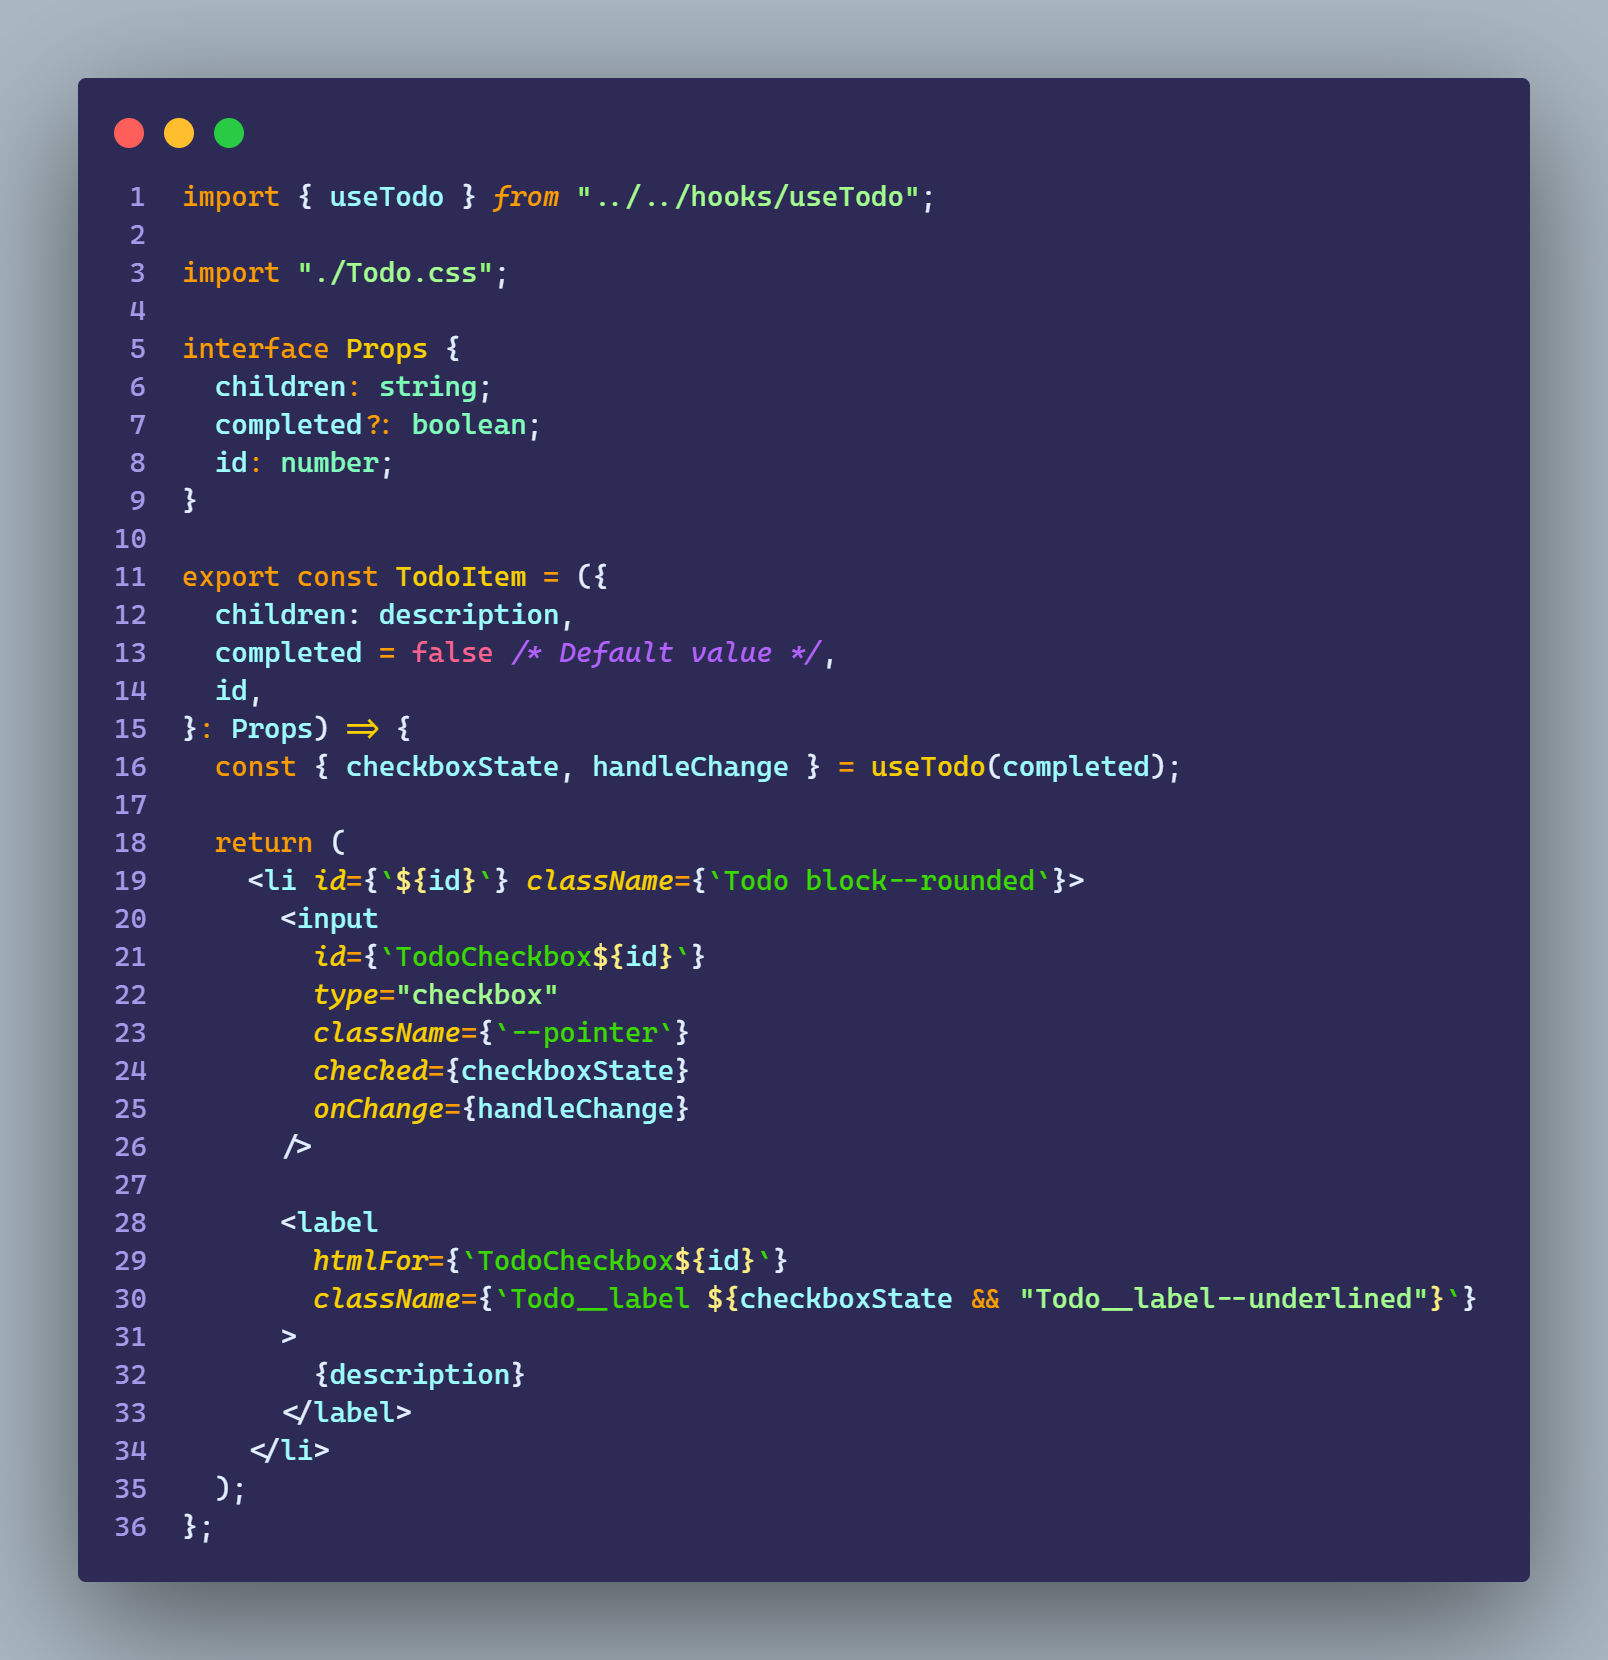 1 import { useTodo } from "../../hooks/useTodo";
2
3 import "./Todo.css";
4
5 interface Props {
6   children: string;
7   completed?: boolean;
8   id: number;
9 }
10
11 export const TodoItem = ({
12   children: description,
13   completed = false /* Default value */,
14   id,
15 }: Props) => {
16   const { checkboxState, handleChange } = useTodo(completed);
17
18   return (
19     <li id={`${id}`} className={`Todo block--rounded`}>
20       <input
21         id={`TodoCheckbox${id}`}
22         type="checkbox"
23         className={`--pointer`}
24         checked={checkboxState}
25         onChange={handleChange}
26       />
27
28       <label
29         htmlFor={`TodoCheckbox${id}`}
30         className={`Todo__label ${checkboxState && "Todo__label--underlined"}`}
31       >
32         {description}
33       </label>
34     </li>
35   );
36 };